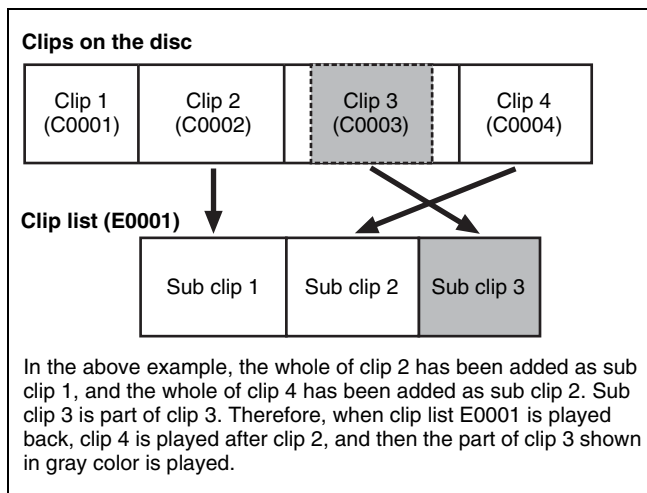 Clips on the disc
Clip 1
(C0001)
Clip 2
(C0002)
Clip 3
(C0003)
Clip 4
(C0004)
Clip list (E0001)
Sub clip 1
Sub clip 2
Sub clip 3
In the above example, the whole of clip 2 has been added as sub
clip 1, and the whole of clip 4 has been added as sub clip 2. Sub
clip 3 is part of clip 3. Therefore, when clip list E0001 is played
back, clip 4 is played after clip 2, and then the part of clip 3 shown
in gray color is played.